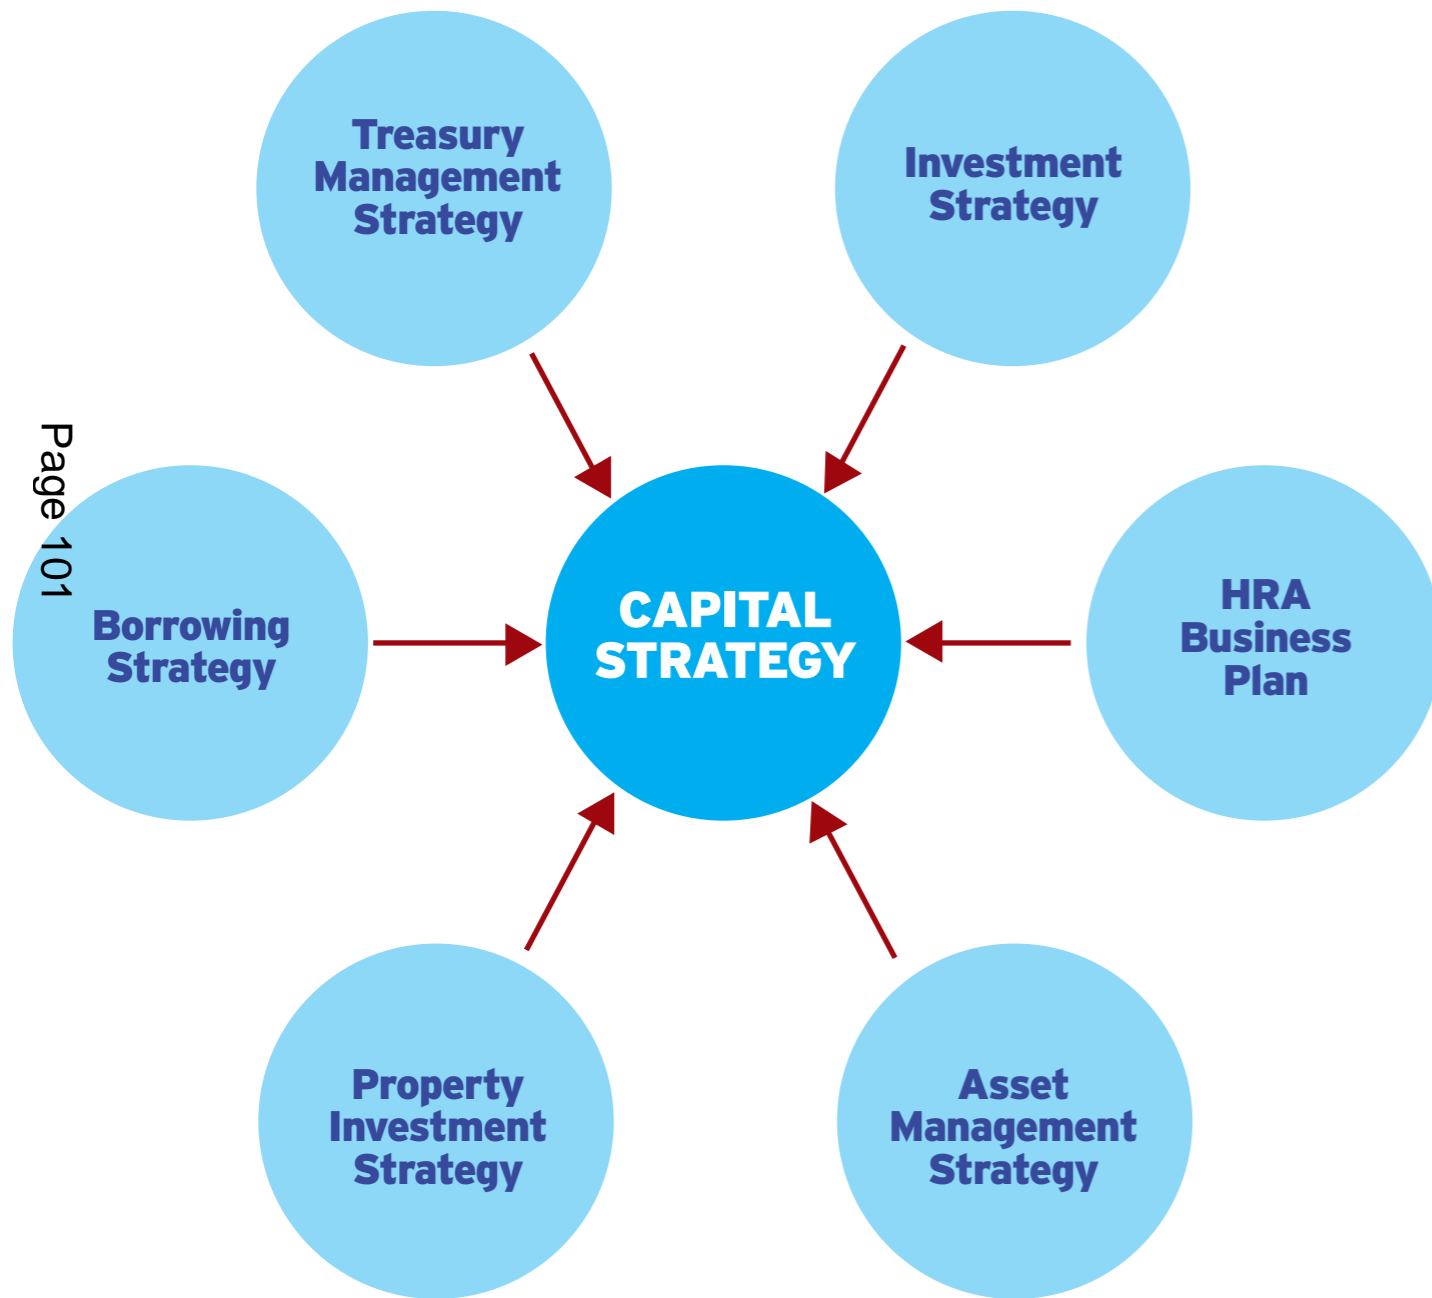 Treasury
Management
Strategy
Investment
Strategy
Page 101
Borrowing
Strategy
CAPITAL
STRATEGY
HRA
Business
Plan
Property
Investment
Strategy
Asset
Management
Strategy